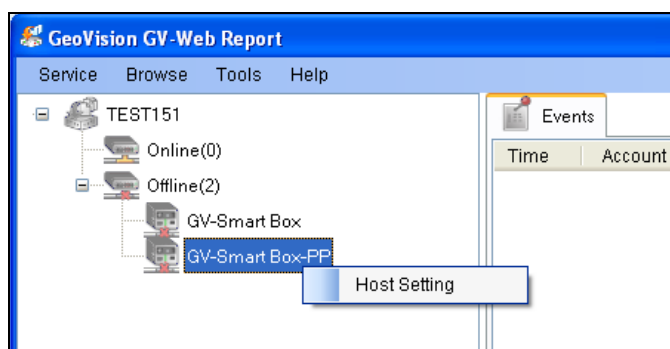 GeoVision GV-Web Report
Service Browse Tools Help
TEST151
Events
Online(0)
Time Account
Offline(2)
GV-Smart Box
GV-Smart Box-PP
Host Setting